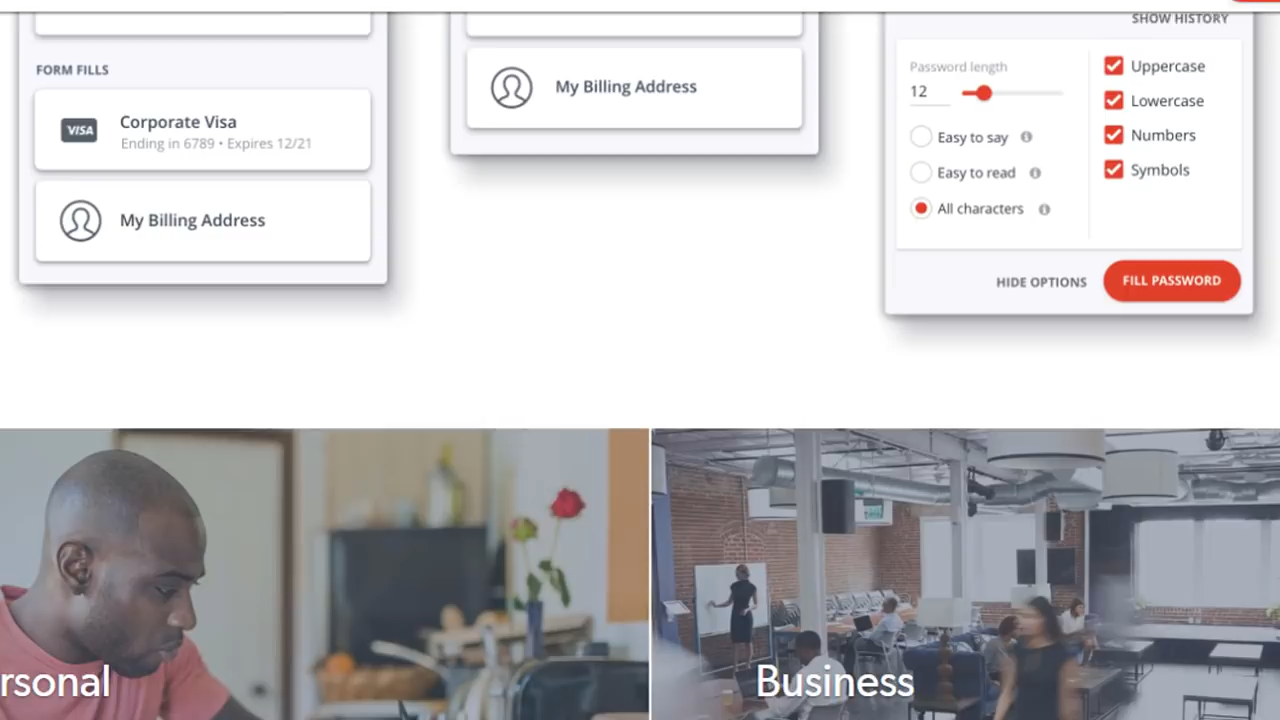 FORM FILLS
VISA
Corporate Visa
Ending in 6789 • Expires 12/21
My Billing Address
My Billing Address
SHOW HISTORY
Password length
12
Easy to say
Easy to read
All characters
Uppercase
Lowercase
Numbers
Symbols
HIDE OPTIONS
FILL PASSWORD
rsonal
Business